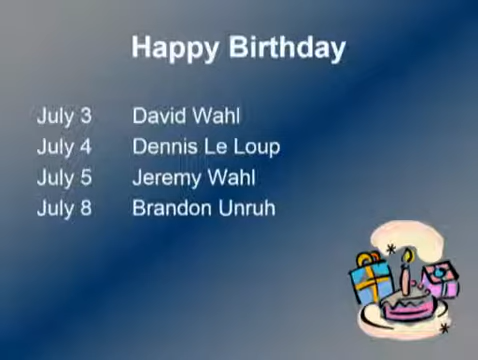 Happy Birthday
July 3 David Wahl
July 4 Dennis Le Loup
July 5 Jeremy Wahl
July 8 Brandon Unruh